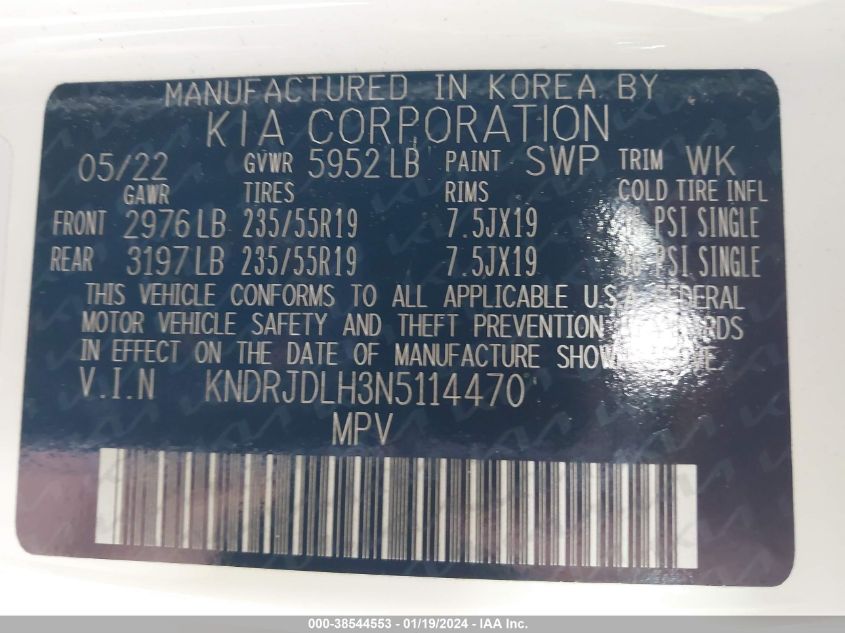 MANUFACTURED IN KOREA BY
KIA CORPORATION
05/22 GVWR 5952 LB PAINT SWP TRIM WK
GAWR TIRES RIMS COLD TIRE INFL
FRONT 2976 LB 235/55R19 7.5JX19 PSI SINGLE
REAR 3197 LB 235/55R19 7.5JX19 PSI SINGLE
THIS VEHICLE CONFORMS TO ALL APPLICABLE U.S.A FEDERAL
MOTOR VEHICLE SAFETY AND THEFT PREVENTION STANDARDS
IN EFFECT ON THE DATE OF MANUFACTURE SHOWN ABOVE.
V.I.N KNDRJDLH3N5114470
MPV
000-38544553 - 01/19/2024 - IAA Inc.